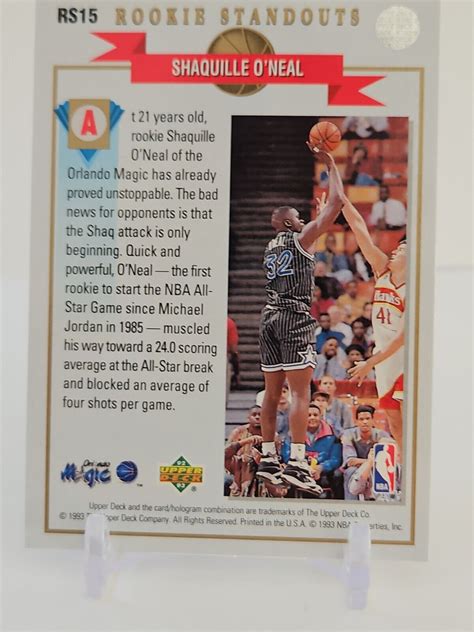 RS15 ROOKIE STANDOUTS
SHAQUILLE O'NEAL
At 21 years old,
rookie Shaquille
O'Neal of the
Orlando Magic has already
proved unstoppable. The bad
news for opponents is that
the Shaq attack is only
beginning. Quick and
powerful, O'Neal — the first
rookie to start the NBA All-
Star Game since Michael
Jordan in 1985 — muscled
his way toward a 24.0 scoring
average at the All-Star break
and blocked an average of
four shots per game.
32
41
Orlando
Magic
UPPER
DECK
92 93
NBA
Upper Deck and the card/hologram combination are trademarks of The Upper Deck Co.
© 1993 The Upper Deck Company. All Rights Reserved. Printed in the U.S.A. © 1993 NBA Properties, Inc.